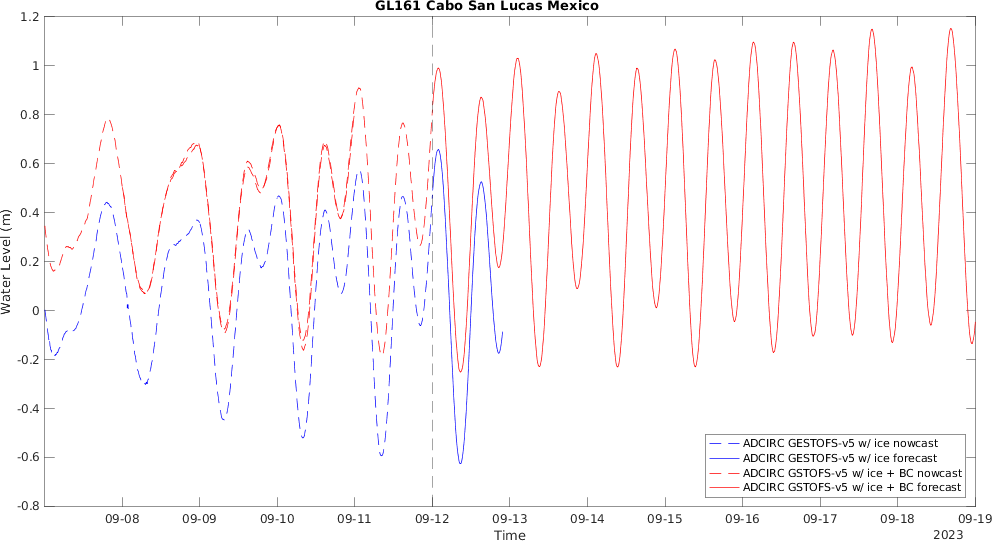 GL161 Cabo San Lucas Mexico
1.2
1
0.8
0.6
0.4
0.2
0
-0.2
-0.4
-0.6
-0.8
Water Level (m)
ADCIRC GESTOFS-v5 w/ ice nowcast
ADCIRC GESTOFS-v5 w/ ice forecast
ADCIRC GSTOFS-v5 w/ ice + BC nowcast
ADCIRC GSTOFS-v5 w/ ice + BC forecast
09-08 09-09 09-10 09-11 09-12 09-13 09-14 09-15 09-16 09-17 09-18 09-19
Time
2023